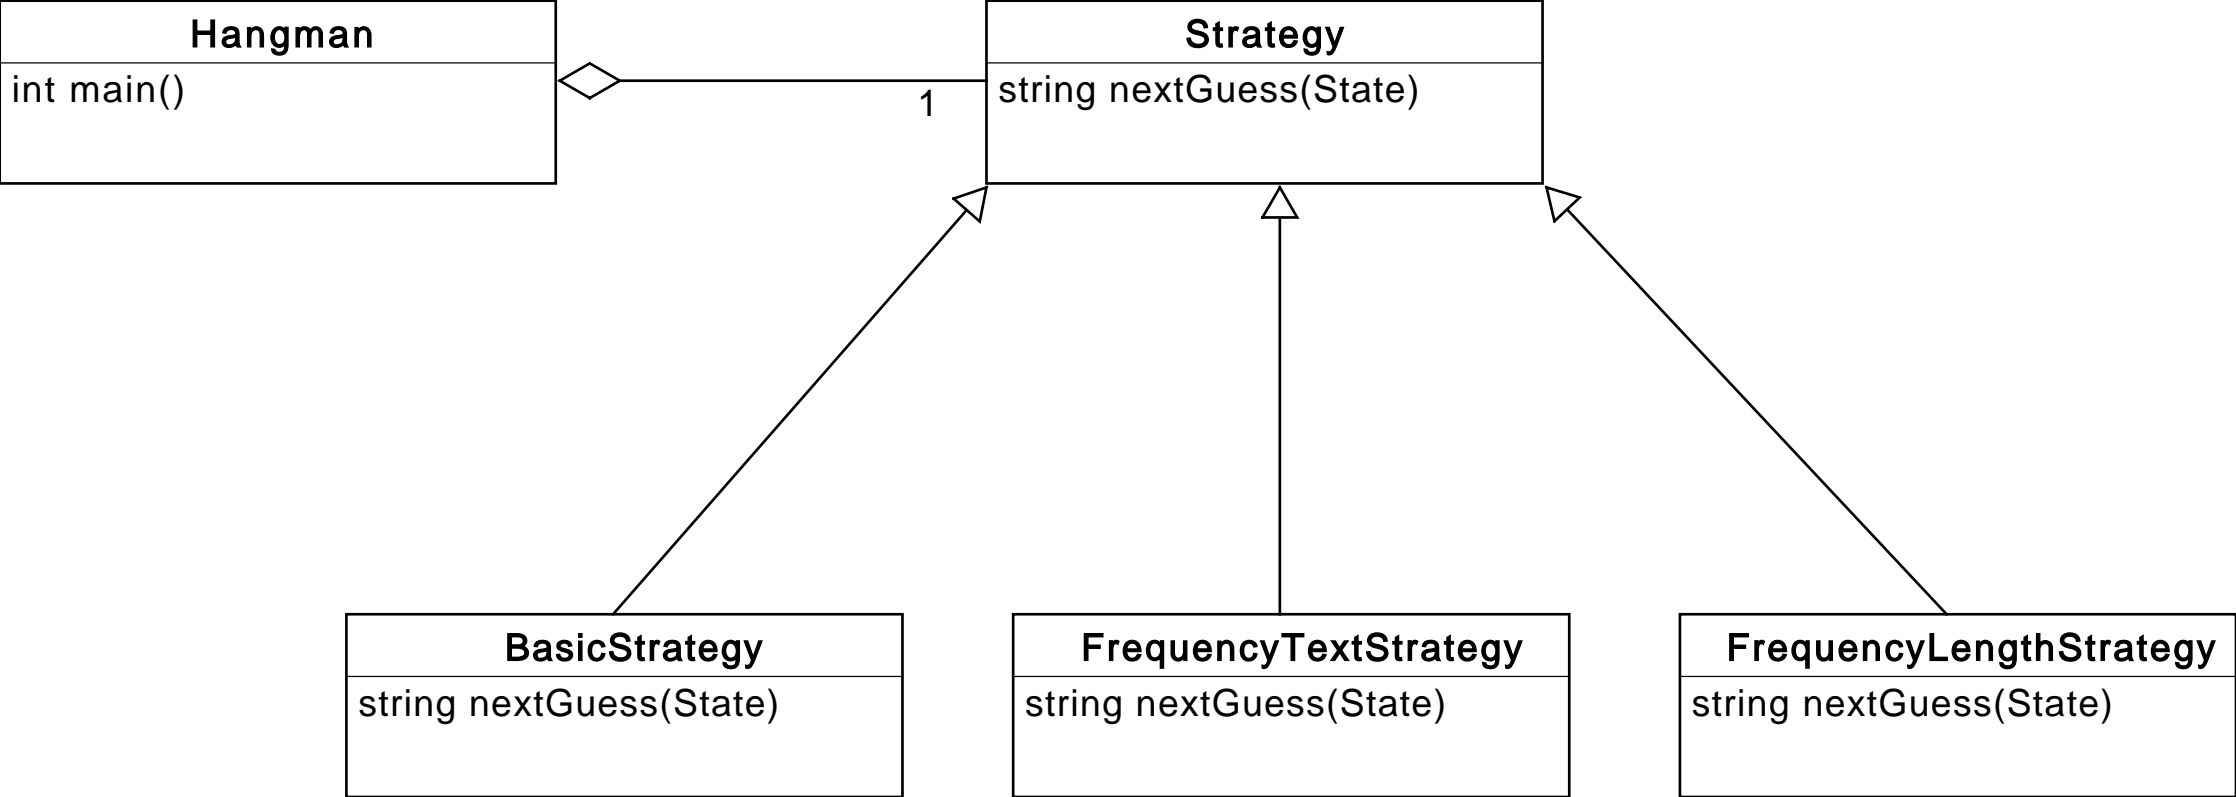 Hangman
int main()
1
Strategy
string nextGuess(State)
BasicStrategy
string nextGuess(State)
FrequencyTextStrategy
string nextGuess(State)
FrequencyLengthStrategy
string nextGuess(State)